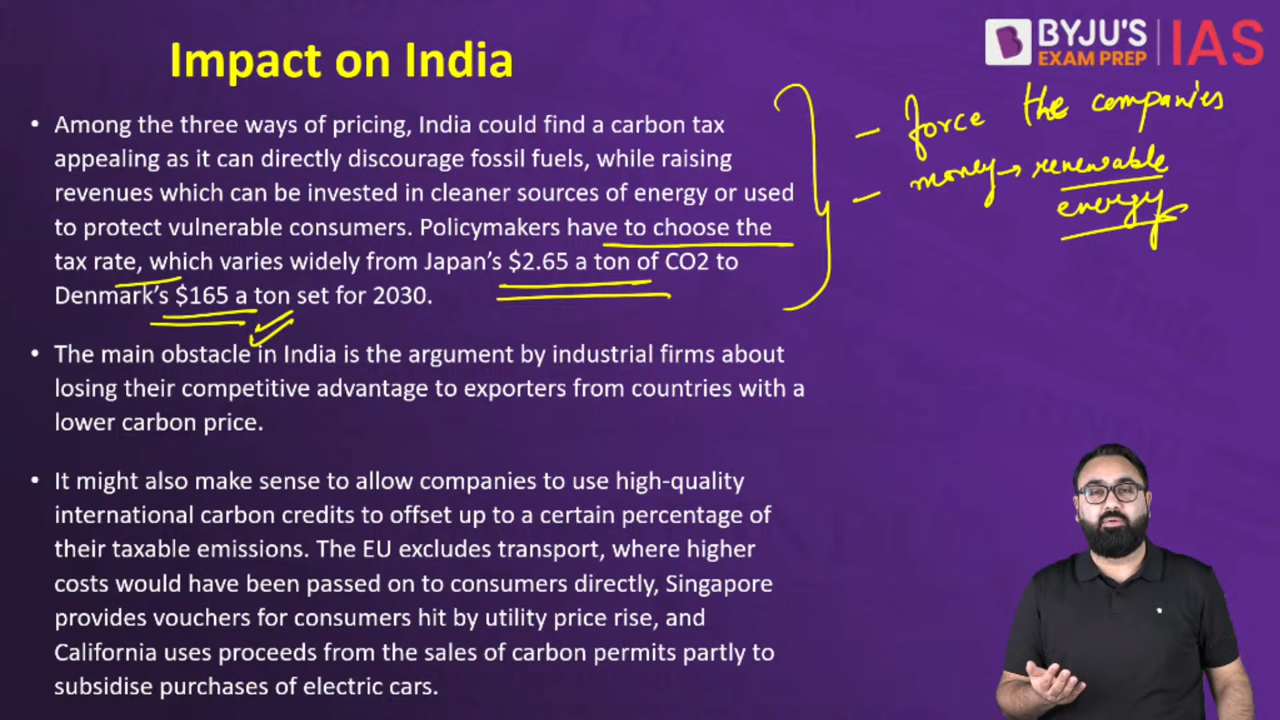 Impact on India
BYJU'S
EXAM PREP
IAS
• Among the three ways of pricing, India could find a carbon tax
appealing as it can directly discourage fossil fuels, while raising
revenues which can be invested in cleaner sources of energy or used
to protect vulnerable consumers. Policymakers have to choose the
tax rate, which varies widely from Japan's $2.65 a ton of CO2 to
Denmark's $165 a ton set for 2030.
- force the companies
- money → renewable
energy
• The main obstacle in India is the argument by industrial firms about
losing their competitive advantage to exporters from countries with a
lower carbon price.
• It might also make sense to allow companies to use high-quality
international carbon credits to offset up to a certain percentage of
their taxable emissions. The EU excludes transport, where higher
costs would have been passed on to consumers directly, Singapore
provides vouchers for consumers hit by utility price rise, and
California uses proceeds from the sales of carbon permits partly to
subsidise purchases of electric cars.